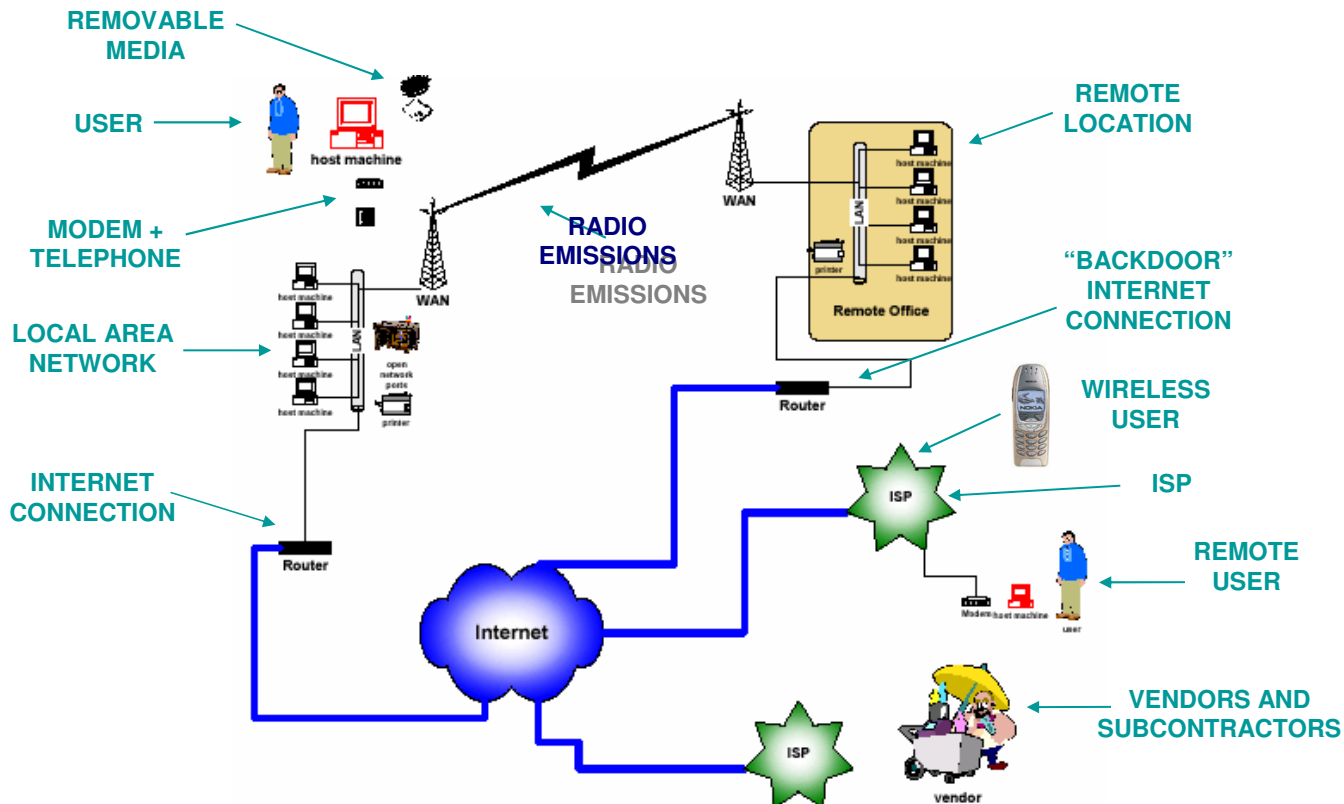 REMOVABLE
MEDIA
USER
host machine
MODEM +
TELEPHONE
WAN
RADIO
EMISSIONS
RADIO
EMISSIONS
WAN
REMOTE
LOCATION
host machine
host machine
host machine
host machine
LAN
printer
Remote Office
"BACKDOOR"
INTERNET
CONNECTION
LOCAL AREA
NETWORK
host machine
host machine
host machine
host machine
LAN
open
network
ports
printer
Router
WIRELESS
USER
NOKIA
INTERNET
CONNECTION
Router
ISP
ISP
REMOTE
USER
Modem
host machine
user
Internet
VENDORS AND
SUBCONTRACTORS
ISP
vendor